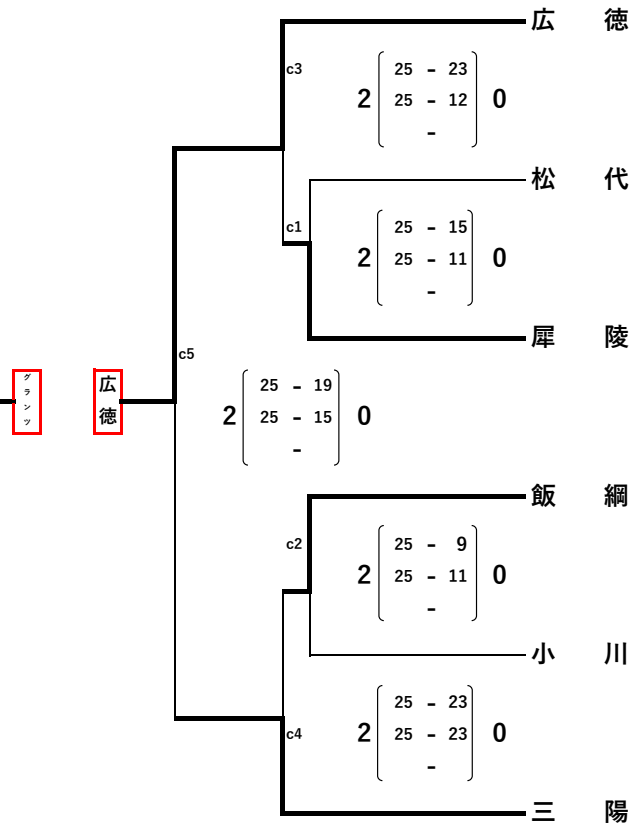 広 徳
c3
25 - 23
2 25 - 12 0
-
松 代
c1
25 - 15
2 25 - 11 0
-
犀 陵
c5
グランツ
広徳
25 - 19
2 25 - 15 0
-
飯 綱
c2
25 - 9
2 25 - 11 0
-
小 川
25 - 23
2 25 - 23 0
c4
-
三 陽